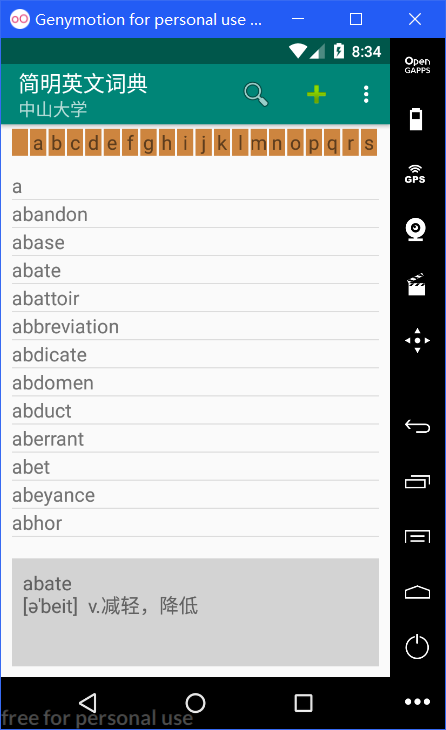 Genymotion for personal use ...
8:34
简明英文词典
中山大学
a b c d e f g h i j k l m n o p q r s
a
abandon
abase
abate
abattoir
abbreviation
abdicate
abdomen
abduct
aberrant
abet
abeyance
abhor
abate
[ə'beit] v.减轻，降低
Open
GAPPS
GPS
free for personal use